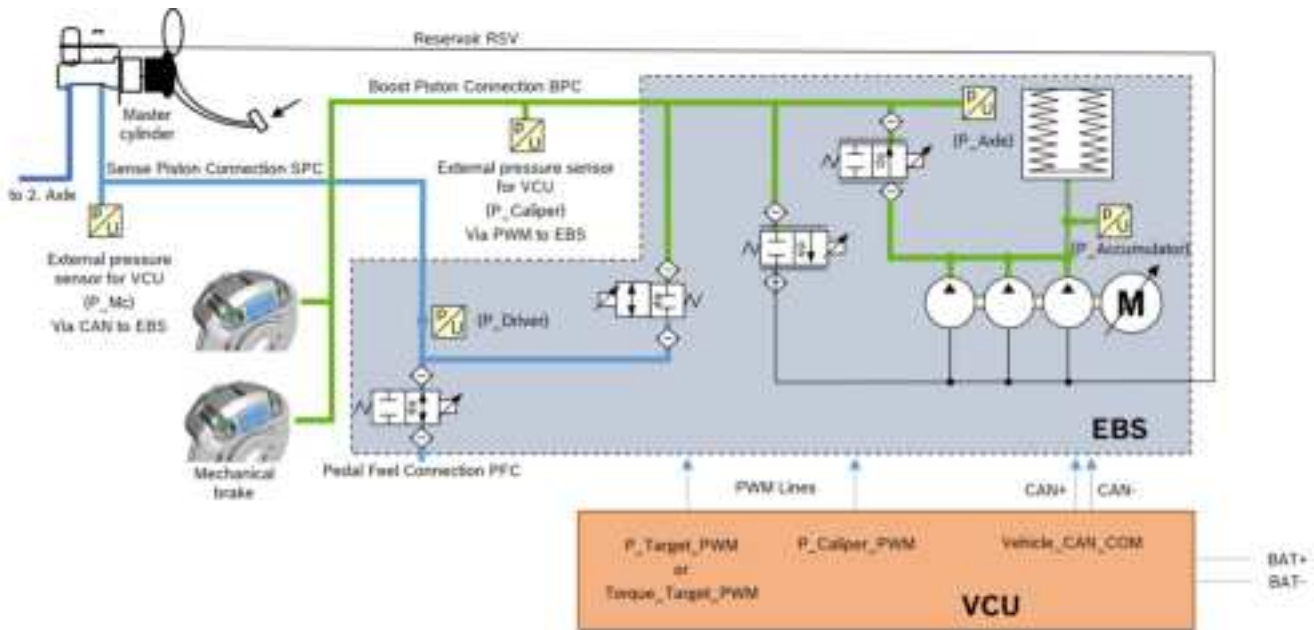 Reservoir RSV
Boost Piston Connection BPC
Master
cylinder
P
U
(P_Axle)
Sense Piston Connection SPC
P
U
External pressure sensor
for VCU
(P_Caliper)
Via PWM to EBS
to 2. Axle
P
U
External pressure
sensor for VCU
(P_Mc)
Via CAN to EBS
P
U
(P_Accumulator)
M
P
U
(P_Driver)
EBS
Mechanical
brake
Pedal Feel Connection PFC
PWM Lines
CAN+
CAN-
P_Target_PWM
or
Torque_Target_PWM
P_Caliper_PWM
Vehicle_CAN_COM
VCU
BAT+
BAT-